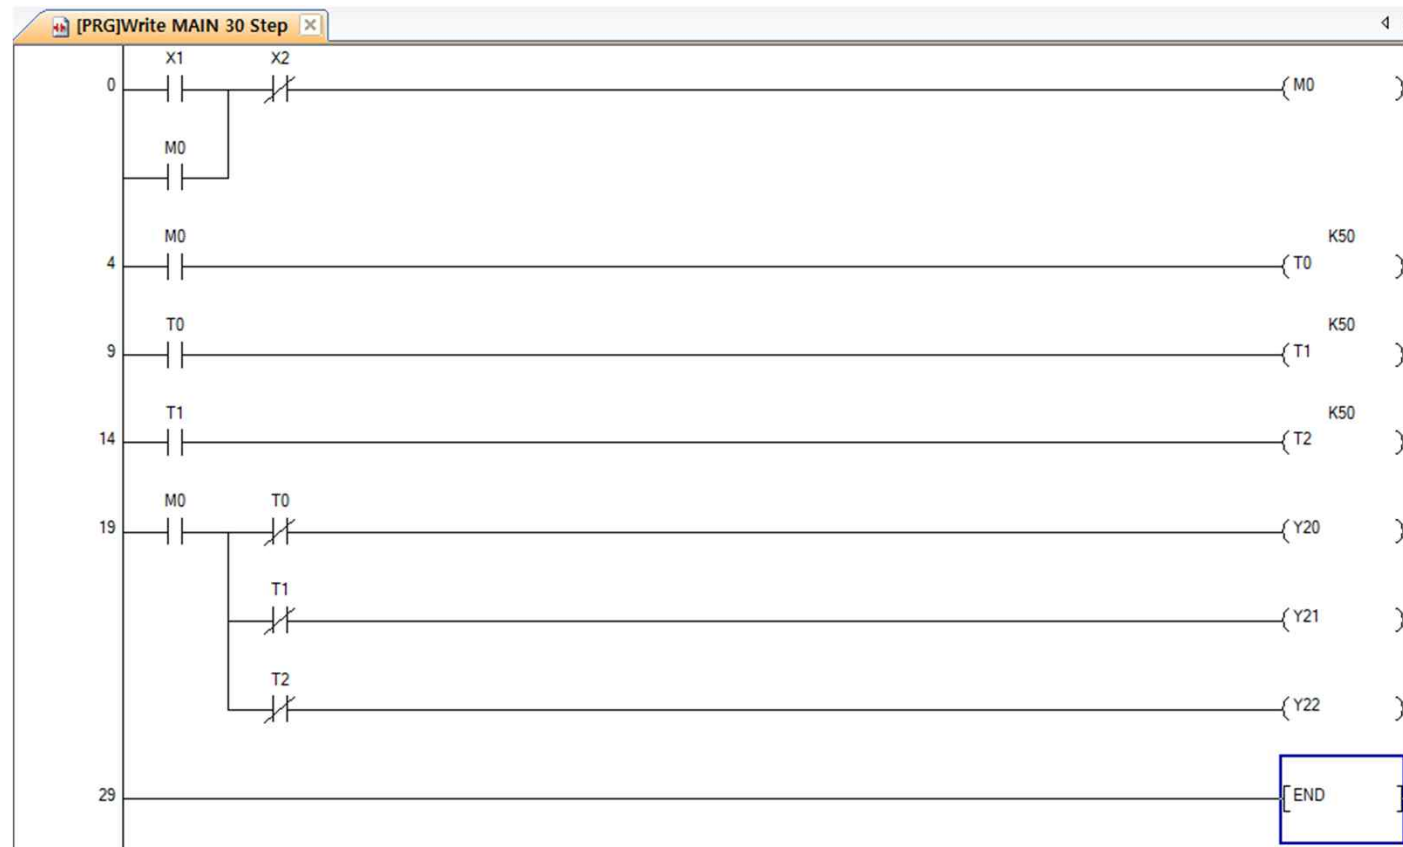 [PRG]Write MAIN 30 Step
X1 X2
0 M0
M0
M0 K50
4 T0
T0 K50
9 T1
T1 K50
14 T2
M0 T0
19 Y20
T1
Y21
T2
Y22
29 END